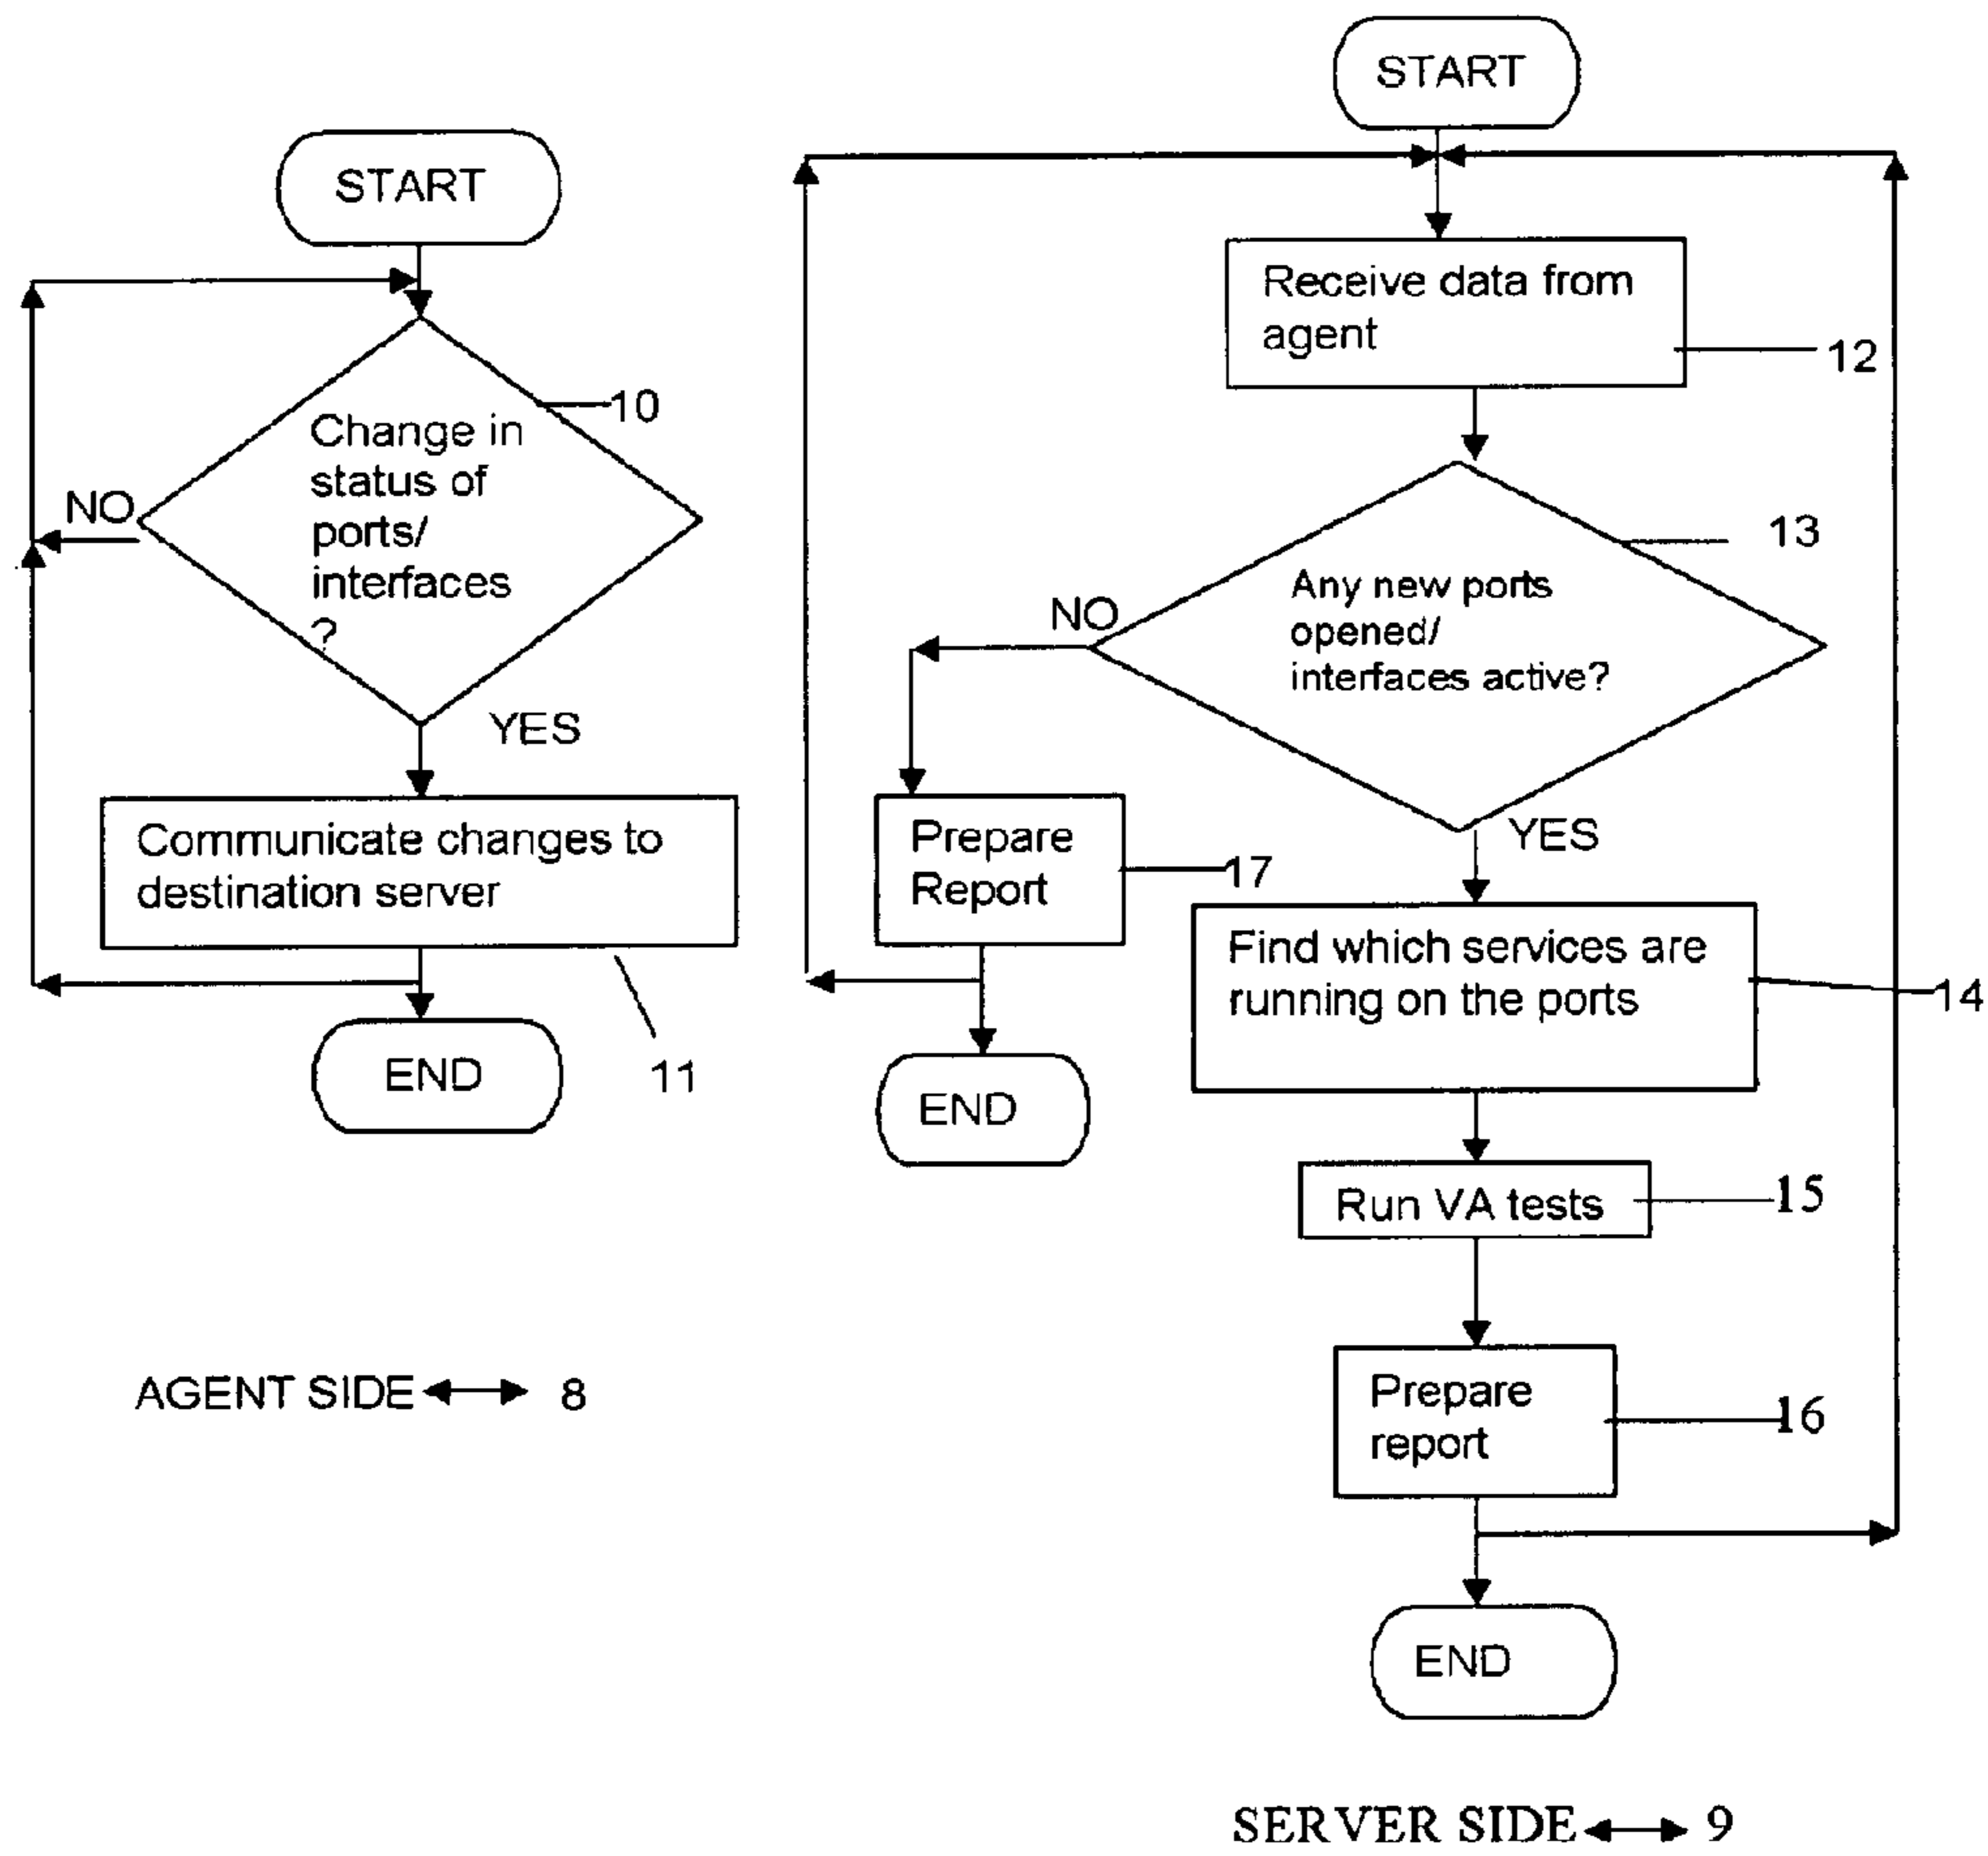 START
Change in
status of
ports/
interfaces
?
10
NO
YES
Communicate changes to
destination server
11
END
AGENT SIDE 8
START
Receive data from
agent
12
Any new ports
opened/
interfaces active?
13
NO
YES
Prepare
Report
17
END
Find which services are
running on the ports
14
Run VA tests
15
Prepare
report
16
END
SERVER SIDE 9